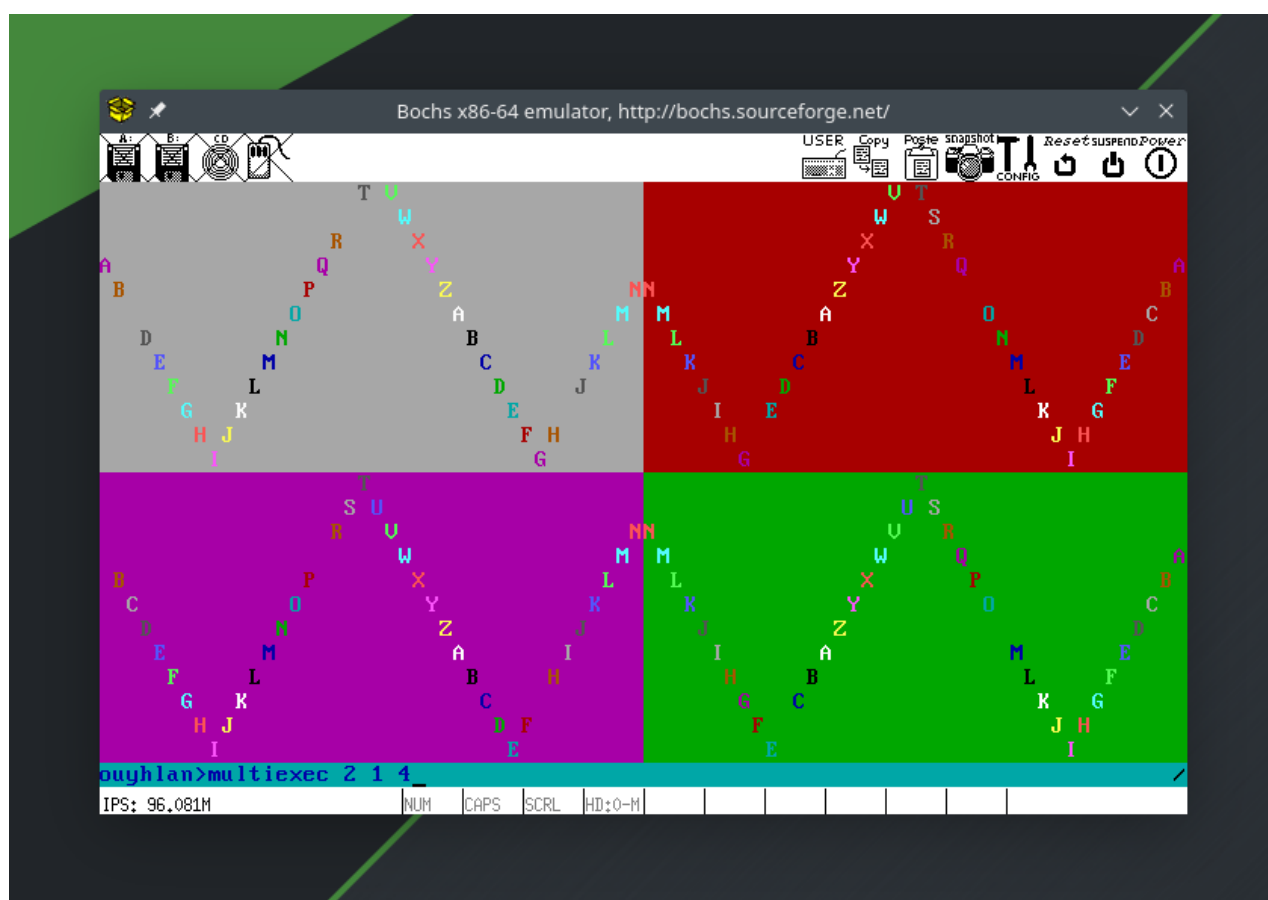 Bochs x86-64 emulator, http://bochs.sourceforge.net/
A: B: CD USER Copy Poste snapshot CONFIG Reset SUSPEND Power
T V V T
W W S
R X X R
A Q Y Y Q A
B P Z N N Z B
O A M M A O C
D N B L L B N D
E M C K K C M E
F L D J J D L F
G K E I E K G
H J F H H J H
I G G I
T T
S U U S
R V N N V R
W M M W Q A
B P X L L X P B
C O Y K K Y O C
D N Z J J Z D
E M A I I A M E
F L B H H B L F
G K C G C K G
H J D F F J H
I E E I
ouyhlan>multiexec 2 1 4_ /
IPS: 96.081M NUM CAPS SCRL HD:0-M